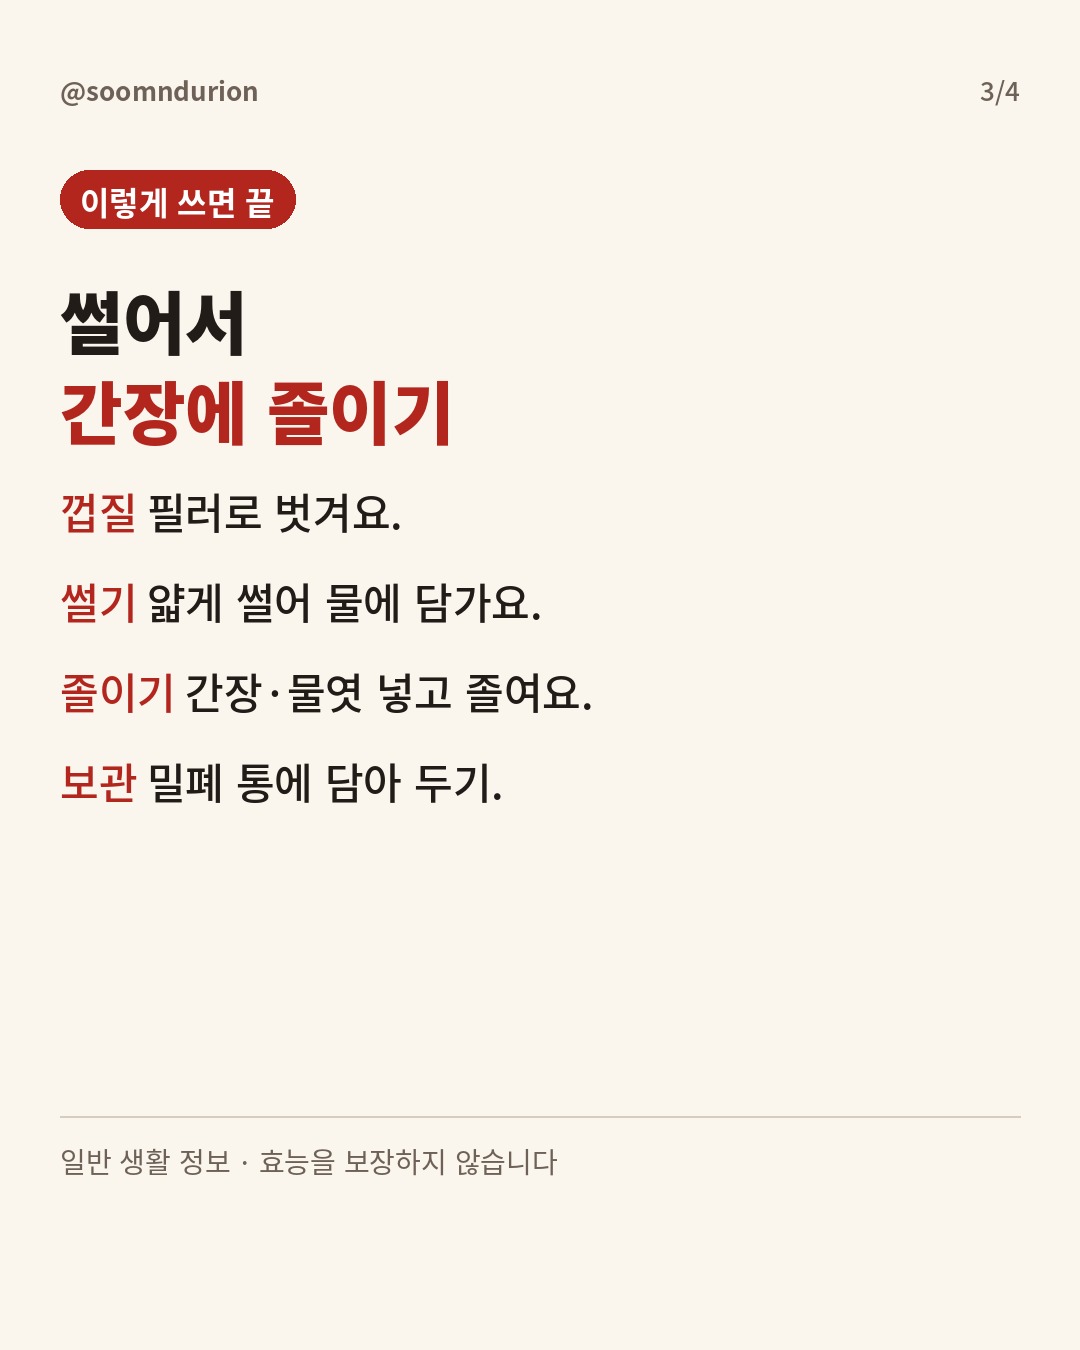 @soomndurion
3/4
이렇게 쓰면 끝
썰어서
간장에 졸이기
껍질 필러로 벗겨요.
썰기 얇게 썰어 물에 담가요.
졸이기 간장·물엿 넣고 졸여요.
보관 밀폐 통에 담아 두기.
일반 생활 정보 · 효능을 보장하지 않습니다